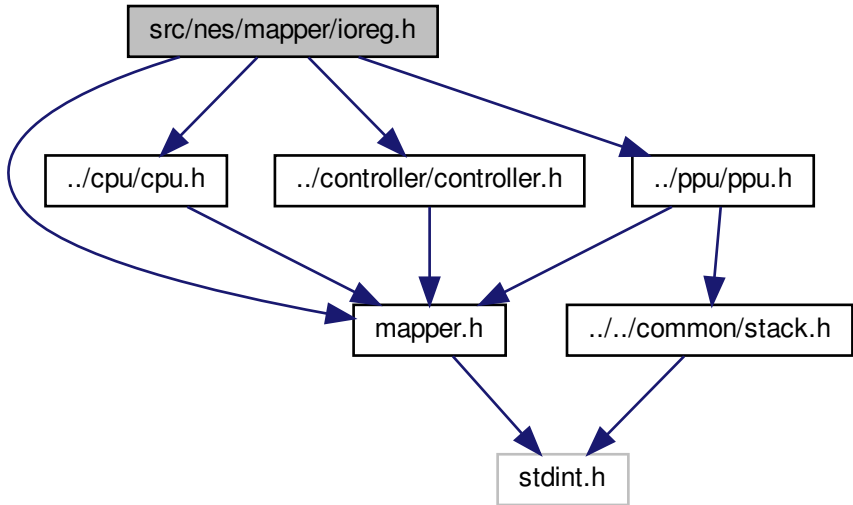 src/nes/mapper/ioreg.h
../cpu/cpu.h
../controller/controller.h
../ppu/ppu.h
mapper.h
../../common/stack.h
stdint.h